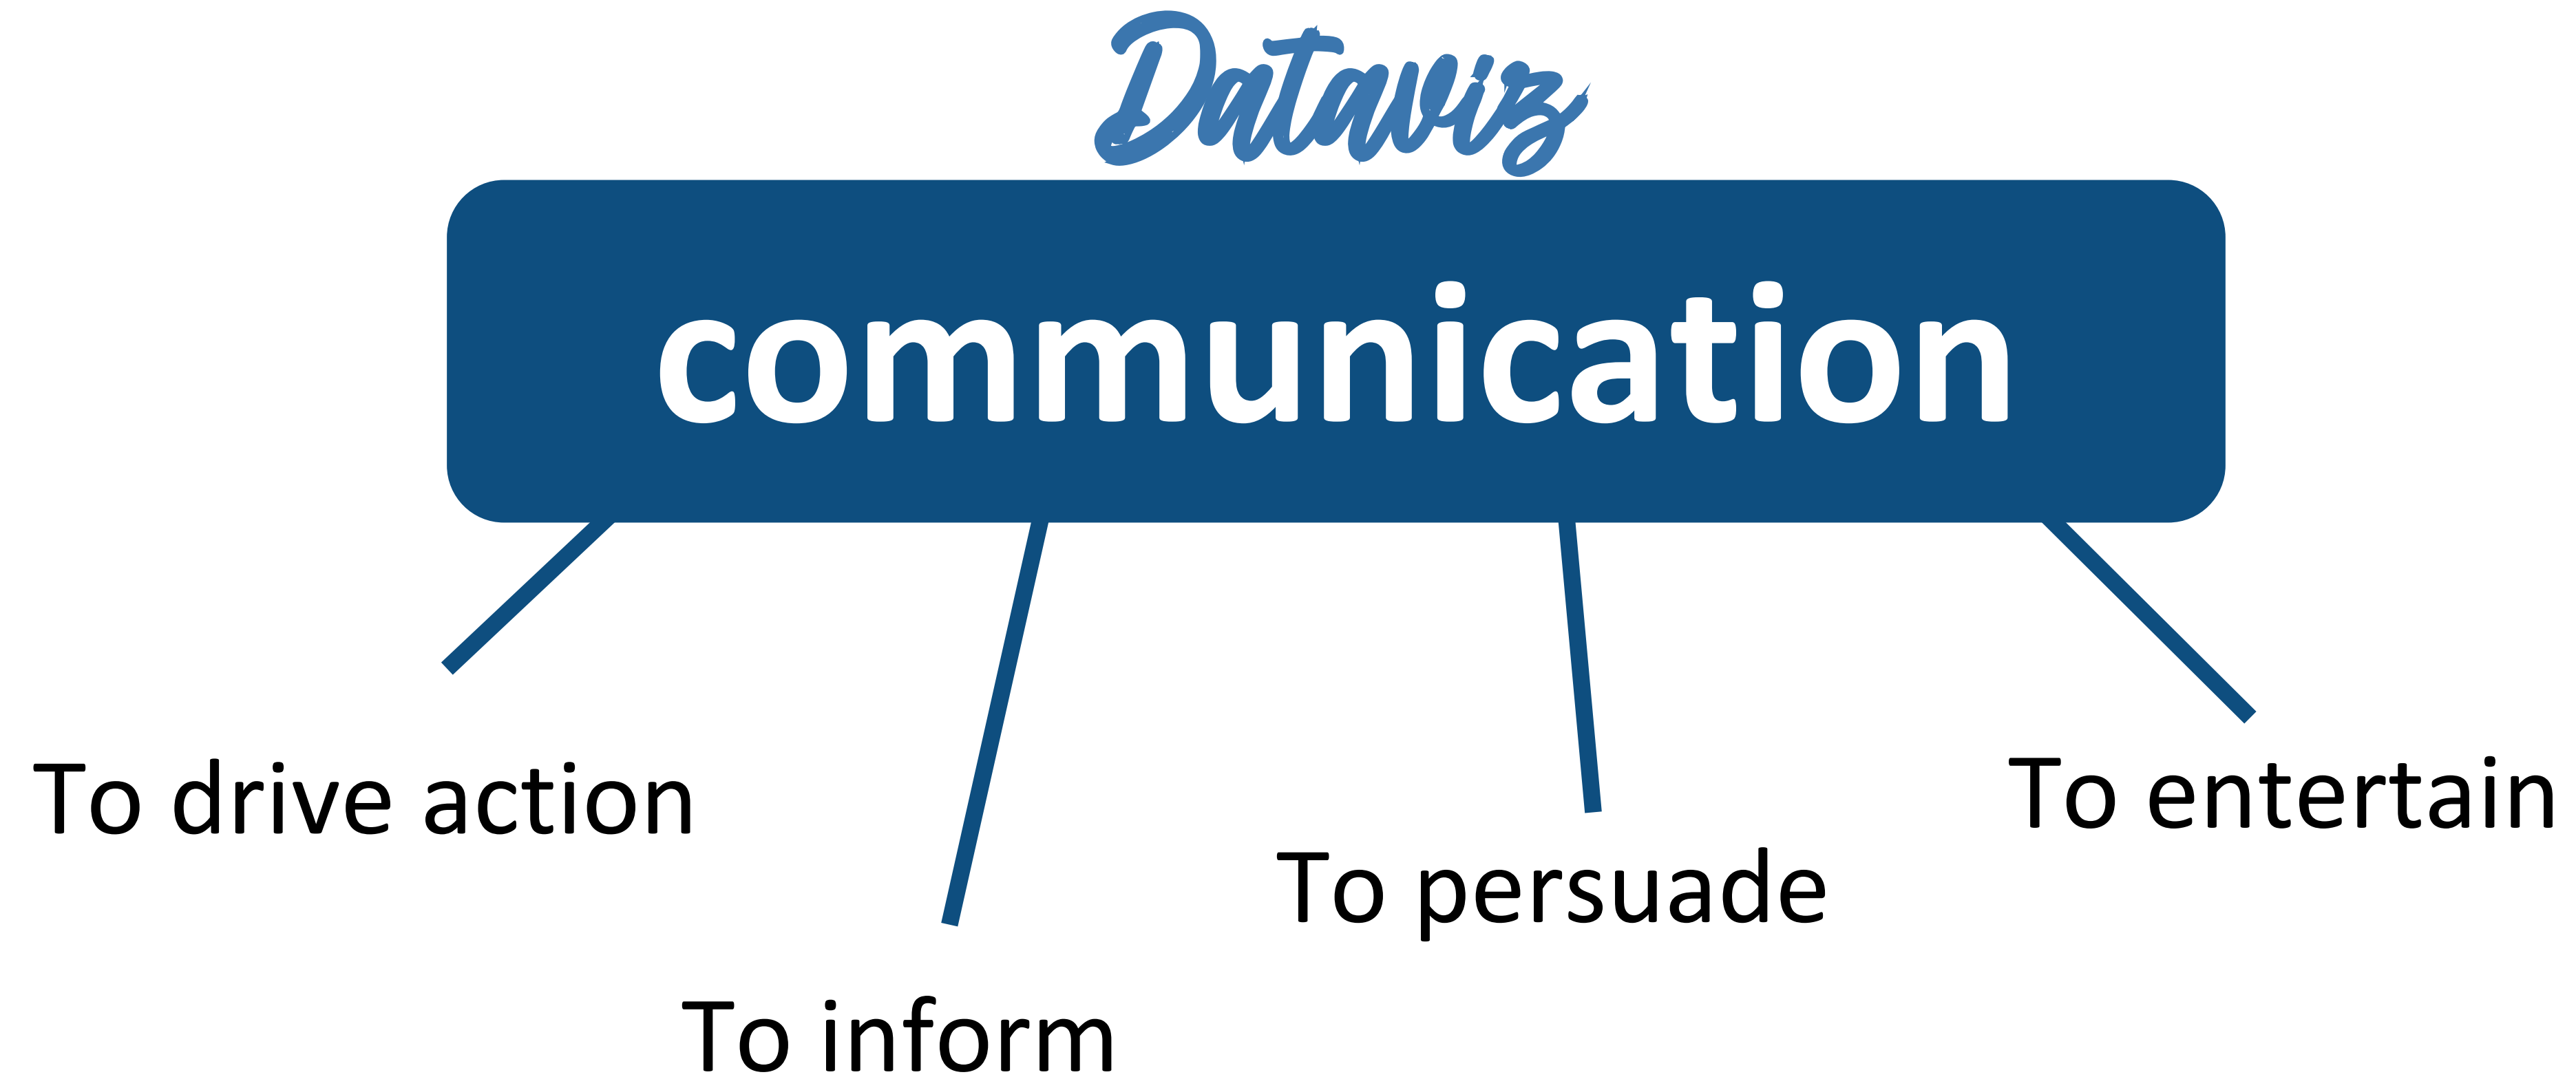 Dataviz
communication
To drive action
To inform
To persuade
To entertain